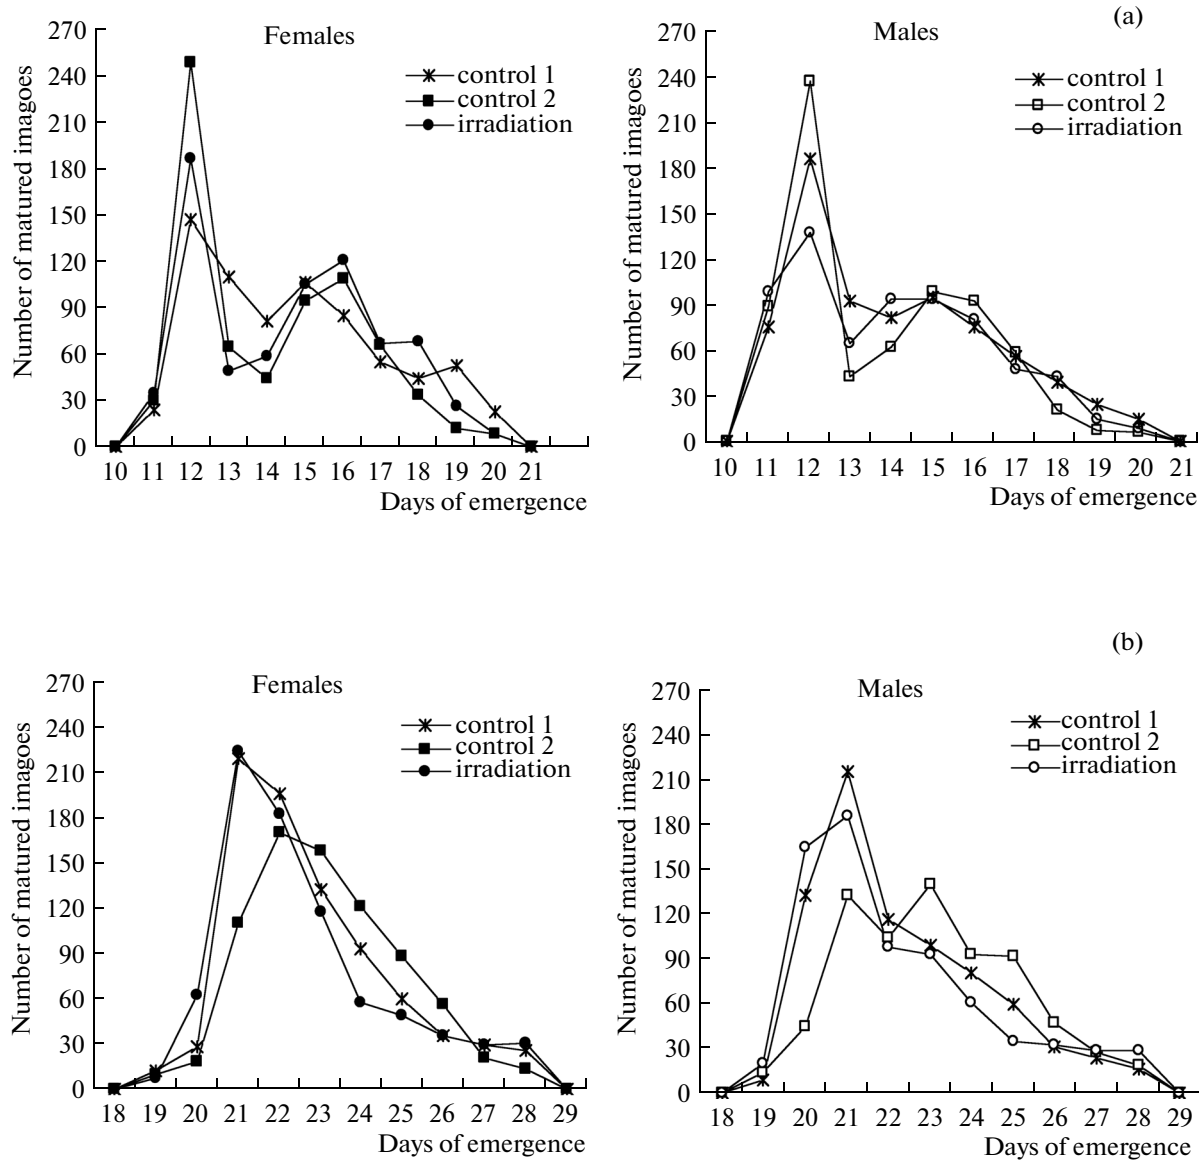 (a)
Females
Number of matured imagoes
270
240
210
180
150
120
90
60
30
0
control 1
control 2
irradiation
10 11 12 13 14 15 16 17 18 19 20 21
Days of emergence
Males
Number of matured imagoes
270
240
210
180
150
120
90
60
30
0
control 1
control 2
irradiation
10 11 12 13 14 15 16 17 18 19 20 21
Days of emergence
(b)
Females
Number of matured imagoes
270
240
210
180
150
120
90
60
30
0
control 1
control 2
irradiation
18 19 20 21 22 23 24 25 26 27 28 29
Days of emergence
Males
Number of matured imagoes
270
240
210
180
150
120
90
60
30
0
control 1
control 2
irradiation
18 19 20 21 22 23 24 25 26 27 28 29
Days of emergence